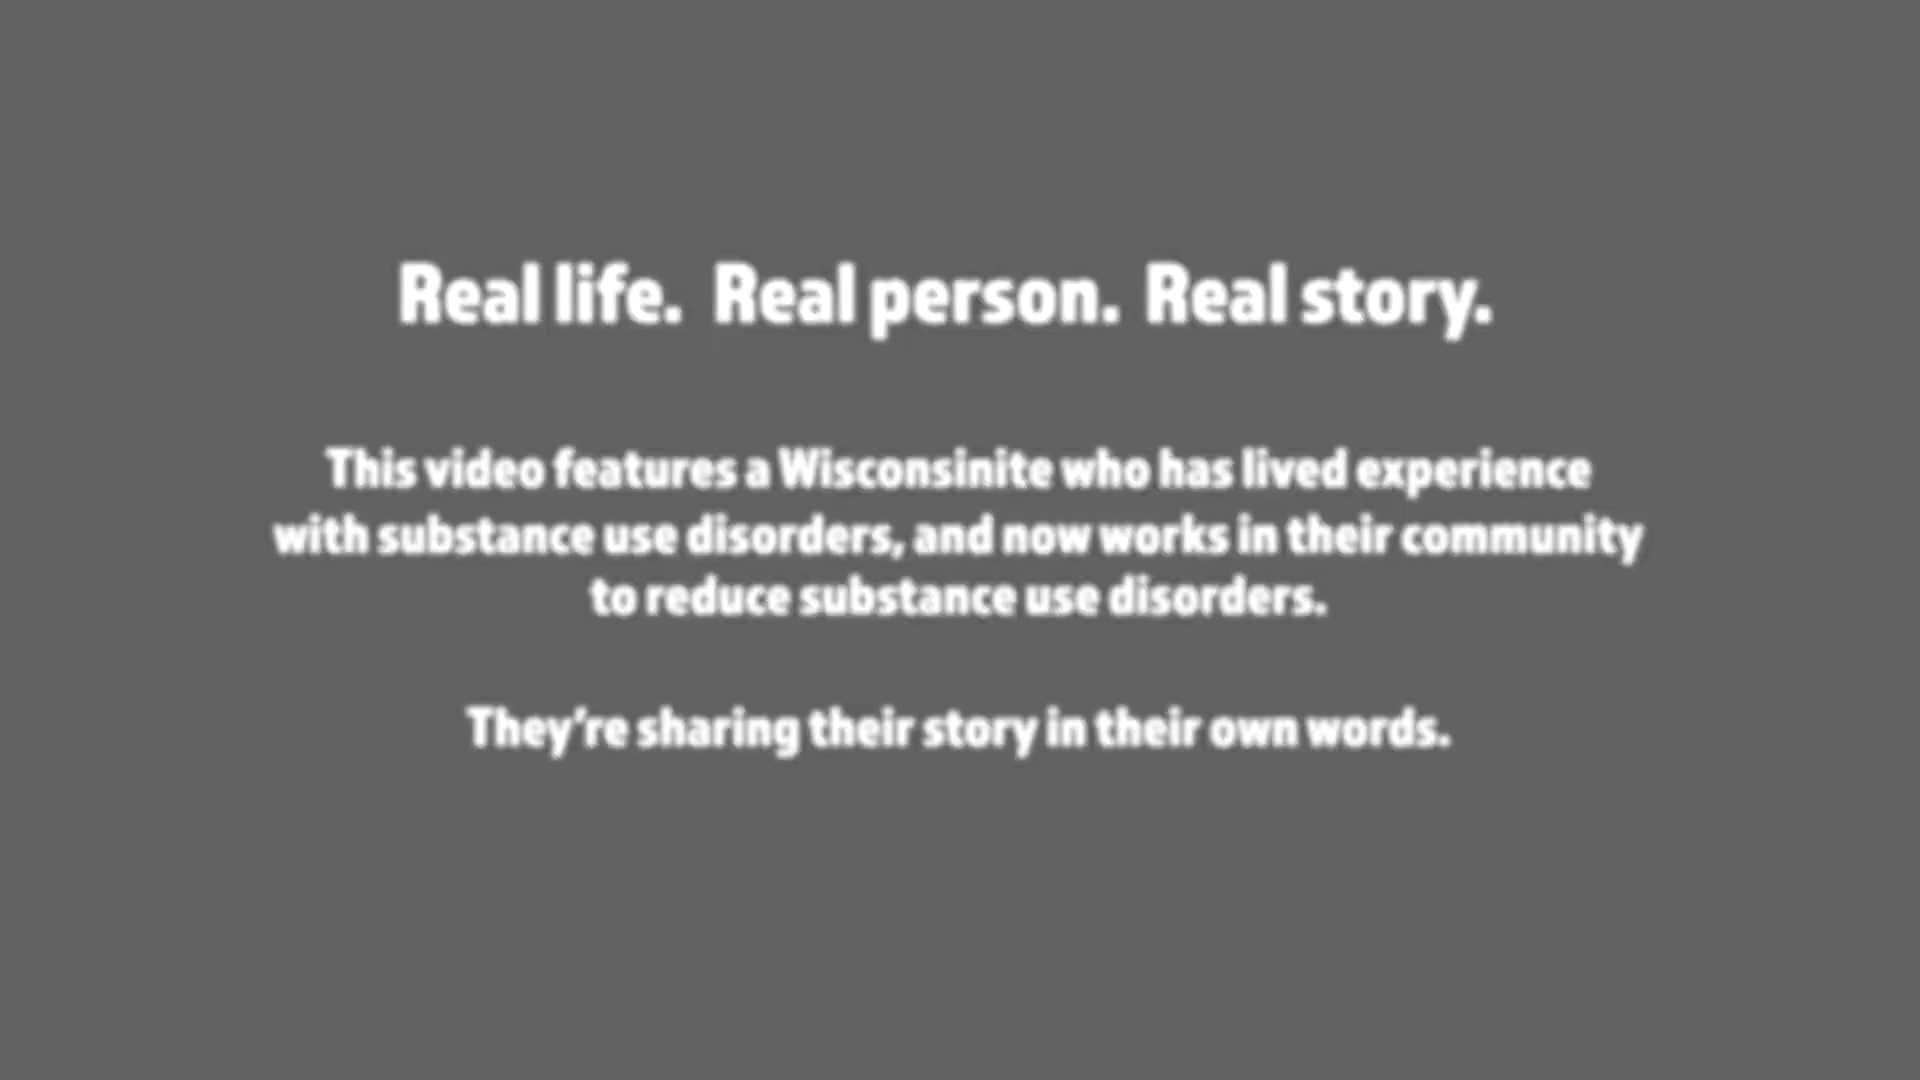 Real life. Real person. Real story.
This video features a Wisconsinite who has lived experience
with substance use disorders, and now works in their community
to reduce substance use disorders.
They’re sharing their story in their own words.